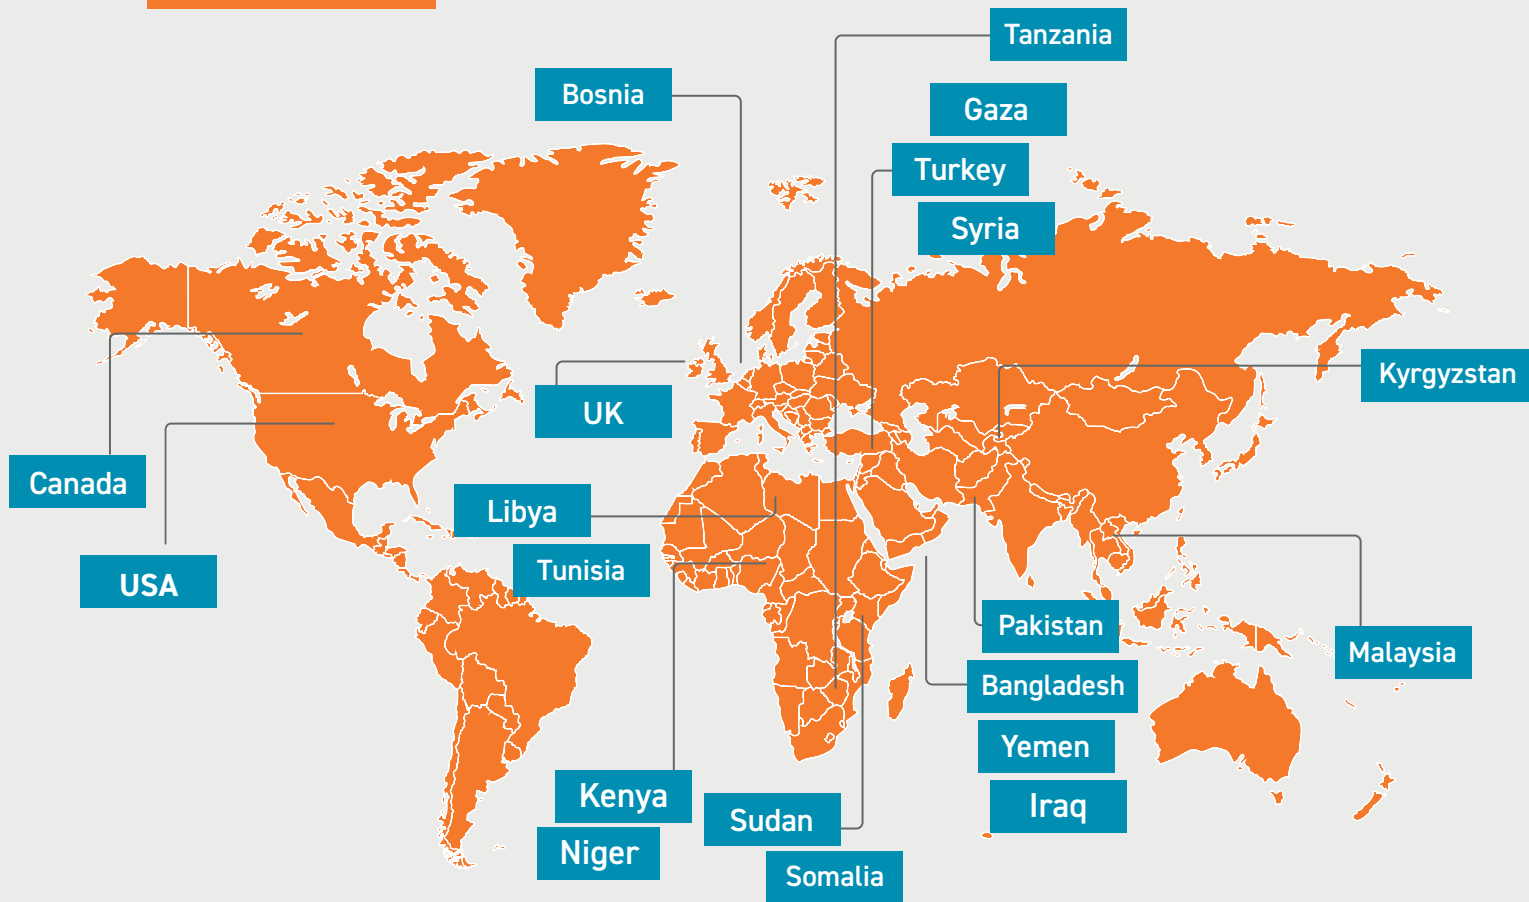 Tanzania
Bosnia
Gaza
Turkey
Syria
Kyrgyzstan
UK
Canada
Libya
Tunisia
USA
Pakistan
Malaysia
Bangladesh
Yemen
Kenya
Iraq
Sudan
Niger
Somalia